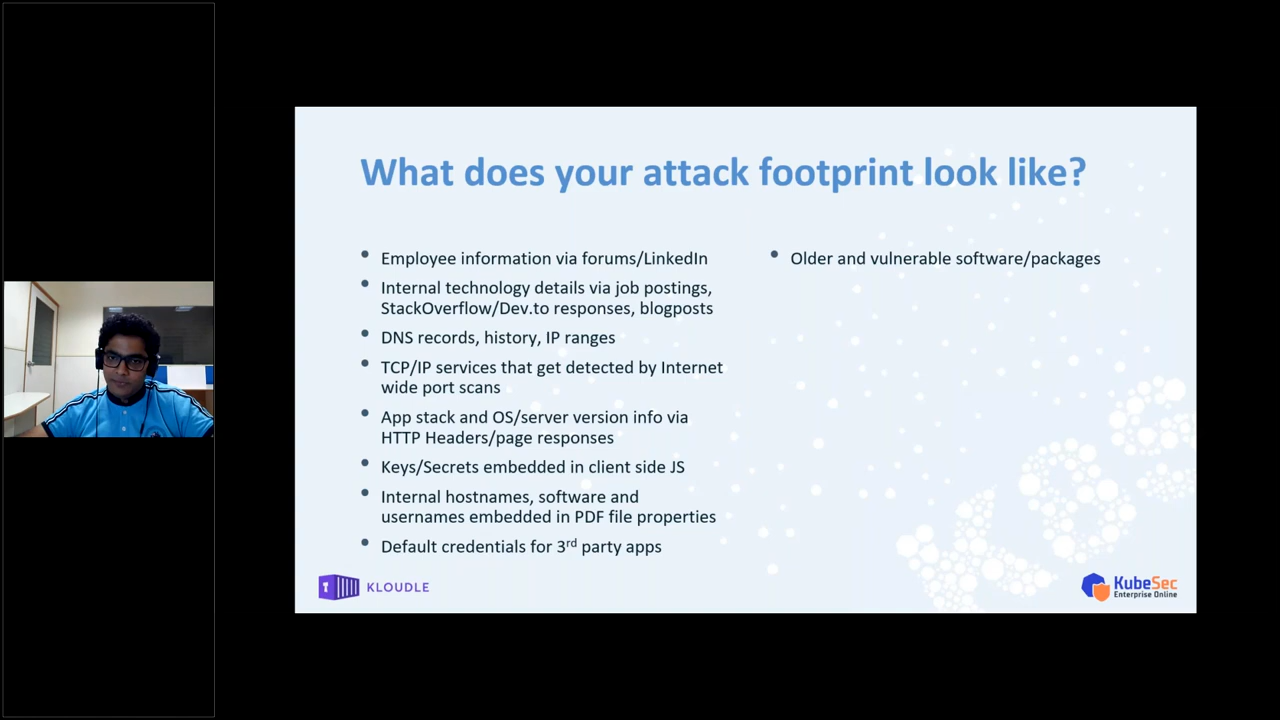 What does your attack footprint look like?
• Employee information via forums/LinkedIn
• Internal technology details via job postings,
StackOverflow/Dev.to responses, blogposts
• DNS records, history, IP ranges
• TCP/IP services that get detected by Internet
wide port scans
• App stack and OS/server version info via
HTTP Headers/page responses
• Keys/Secrets embedded in client side JS
• Internal hostnames, software and
usernames embedded in PDF file properties
• Default credentials for 3rd party apps
• Older and vulnerable software/packages
KLOUDLE
KubeSec
Enterprise Online